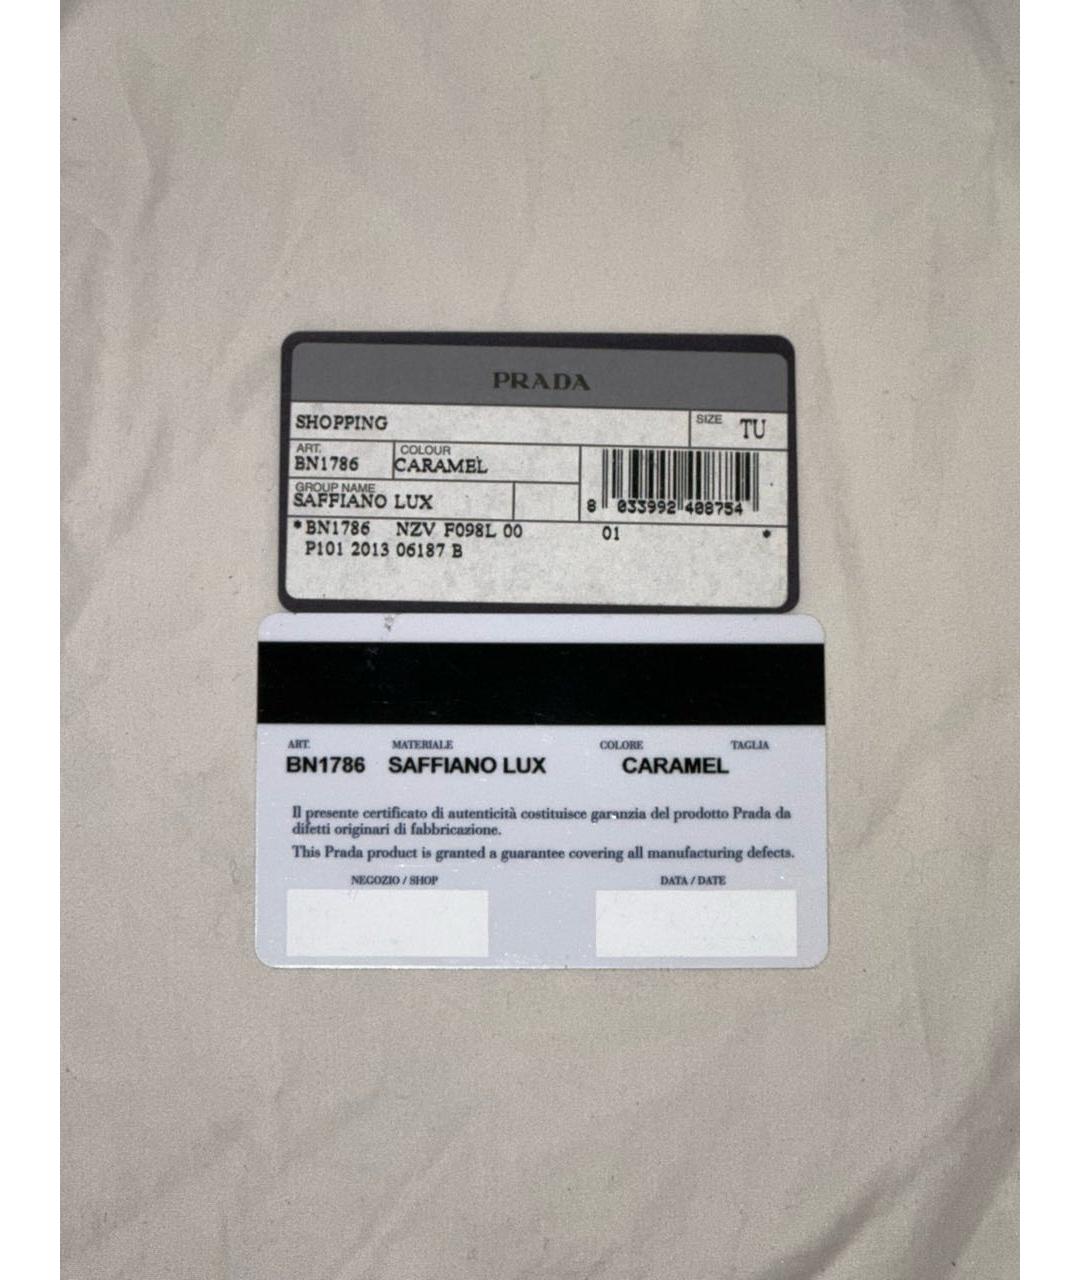 PRADA
SHOPPING
SIZE TU
ART. COLOUR
BN1786 CARAMEL
GROUP NAME
SAFFIANO LUX
8 033992 408754
*BN1786 NZV F098L 00 01 *
P101 2013 06187 B
ART. MATERIALE COLORE TAGLIA
BN1786 SAFFIANO LUX CARAMEL
Il presente certificato di autenticità costituisce garanzia del prodotto Prada da
difetti originari di fabbricazione.
This Prada product is granted a guarantee covering all manufacturing defects.
NEGOZIO / SHOP DATA / DATE